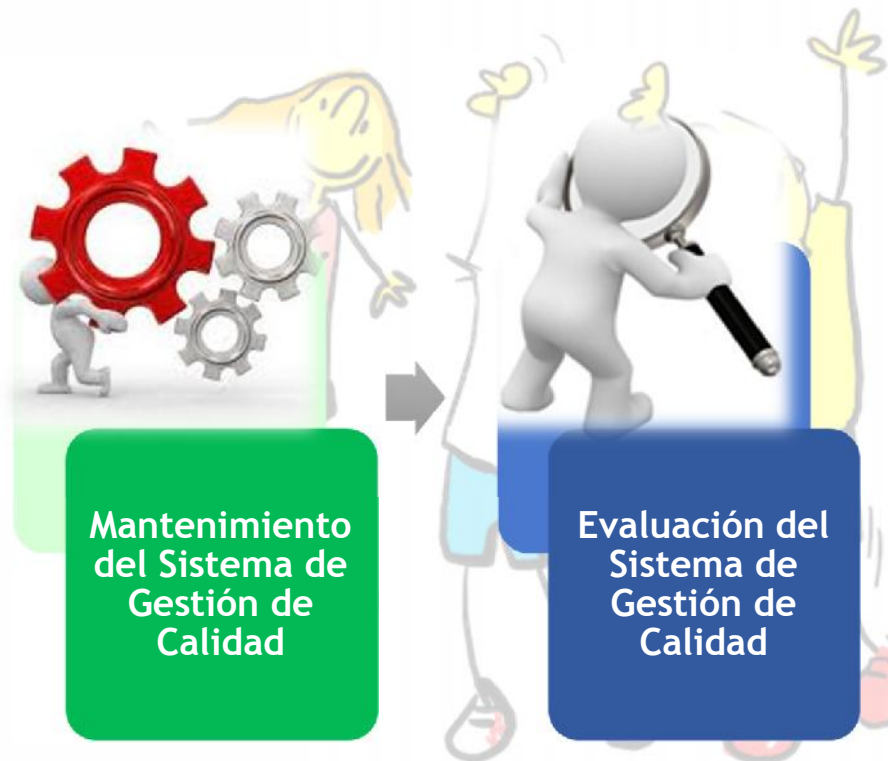 Mantenimiento
del Sistema de
Gestión de
Calidad
Evaluación del
Sistema de
Gestión de
Calidad